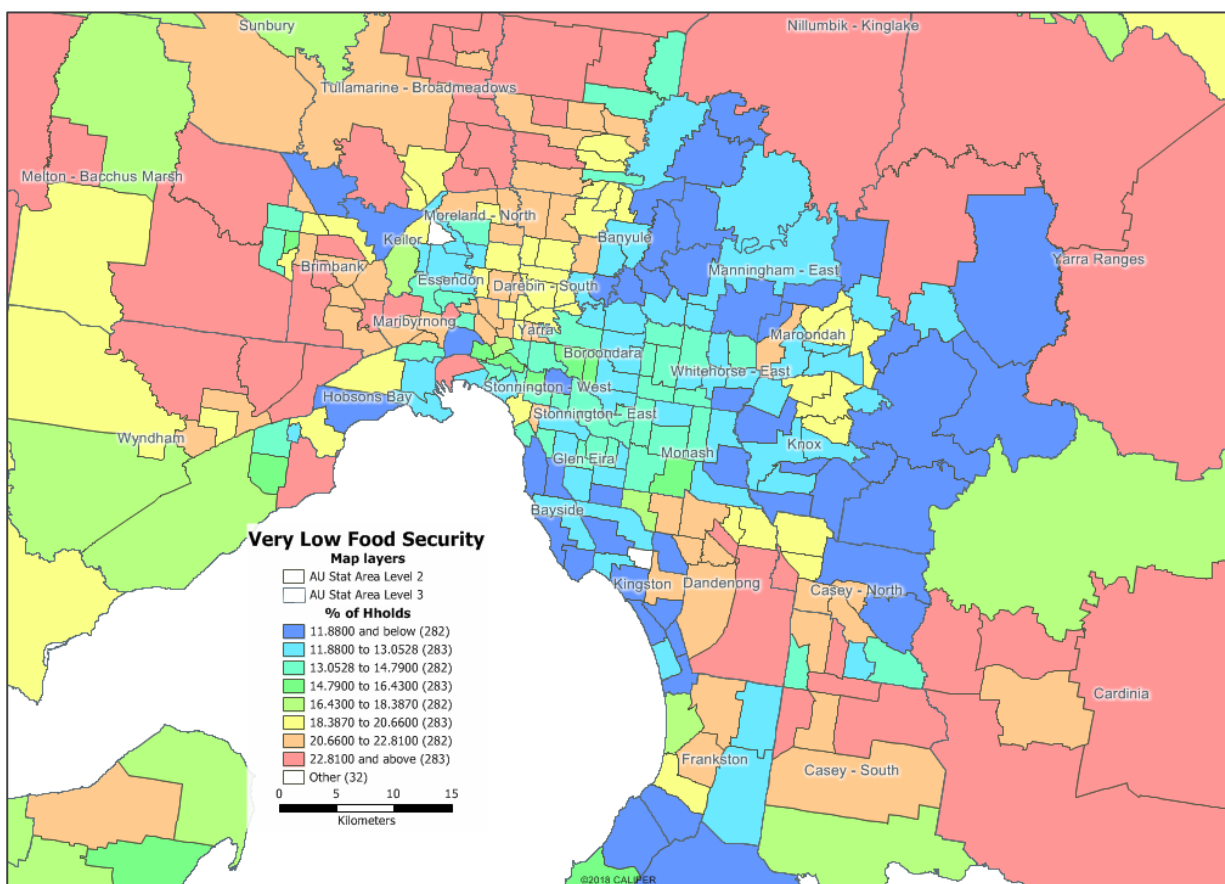 Sunbury
Nillumbik - Kinglake
Tullamarine - Broadmeadows
Melton - Bacchus Marsh
Moreland - North
Keilor
Banyule
Yarra Ranges
Brimbank
Essendon
Manningham - East
Darebin - South
Maribyrnong
Yarra
Maroondah
Boroondara
Whitehorse - East
Hobsons Bay
Stonnington - West
Stonnington - East
Wyndham
Knox
Glen Eira
Monash
Bayside
Kingston
Dandenong
Casey - North
Cardinia
Frankston
Casey - South
Very Low Food Security
Map layers
AU Stat Area Level 2
AU Stat Area Level 3
% of Hholds
11.8800 and below (282)
11.8800 to 13.0528 (283)
13.0528 to 14.7900 (282)
14.7900 to 16.4300 (283)
16.4300 to 18.3870 (282)
18.3870 to 20.6600 (283)
20.6600 to 22.8100 (282)
22.8100 and above (283)
Other (32)
0 5 10 15
Kilometers
©2018 CALIPER